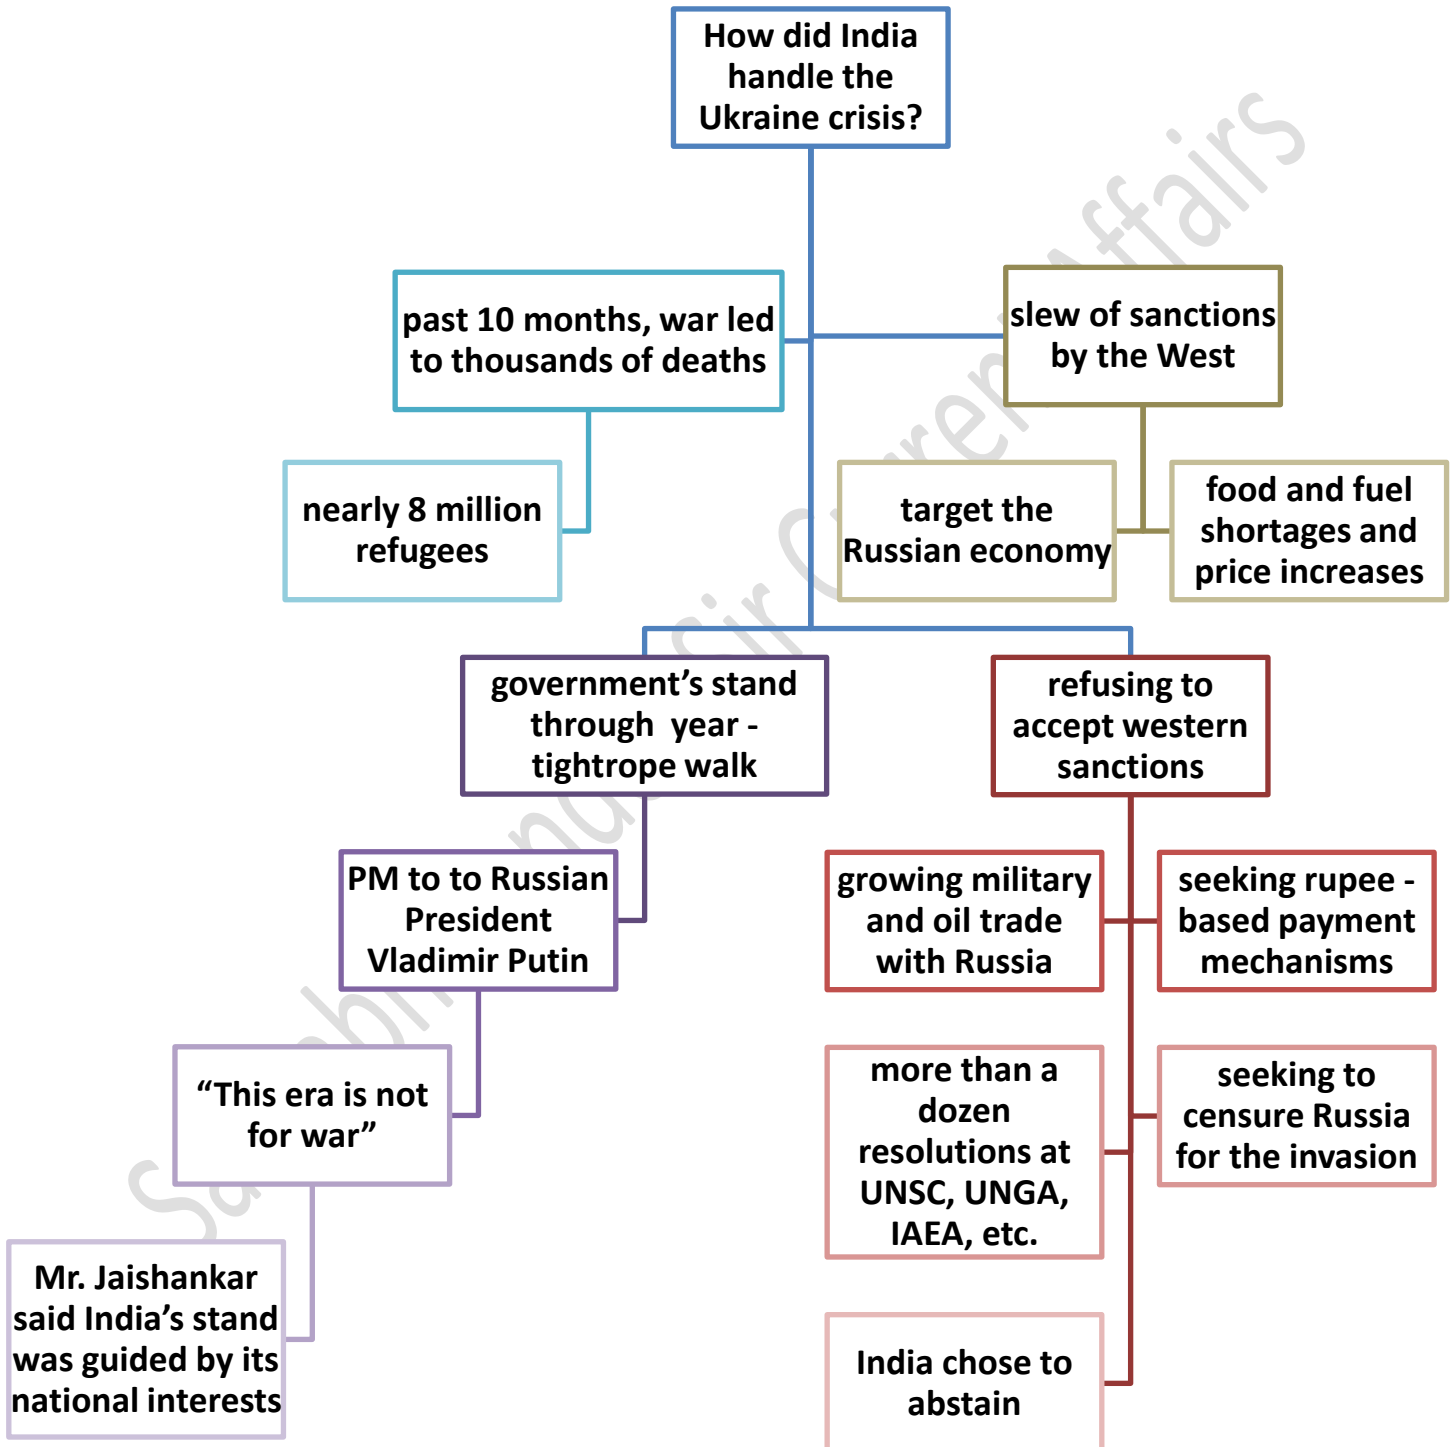 How did India
handle the
Ukraine crisis?
past 10 months, war led
to thousands of deaths
slew of sanctions
by the West
nearly 8 million
refugees
target the
Russian economy
food and fuel
shortages and
price increases
government’s stand
through year -
tightrope walk
refusing to
accept western
sanctions
PM to to Russian
President
Vladimir Putin
growing military
and oil trade
with Russia
seeking rupee -
based payment
mechanisms
“This era is not
for war”
more than a
dozen
resolutions at
UNSC, UNGA,
IAEA, etc.
seeking to
censure Russia
for the invasion
Mr. Jaishankar
said India’s stand
was guided by its
national interests
India chose to
abstain
Sir Current Affairs